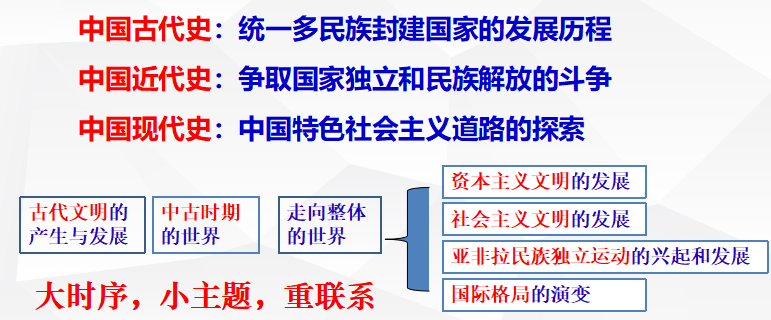 中国古代史：统一多民族封建国家的发展历程
中国近代史：争取国家独立和民族解放的斗争
中国现代史：中国特色社会主义道路的探索
古代文明的
产生与发展
中古时期
的世界
走向整体
的世界
资本主义文明的发展
社会主义文明的发展
亚非拉民族独立运动的兴起和发展
国际格局的演变
大时序，小主题，重联系